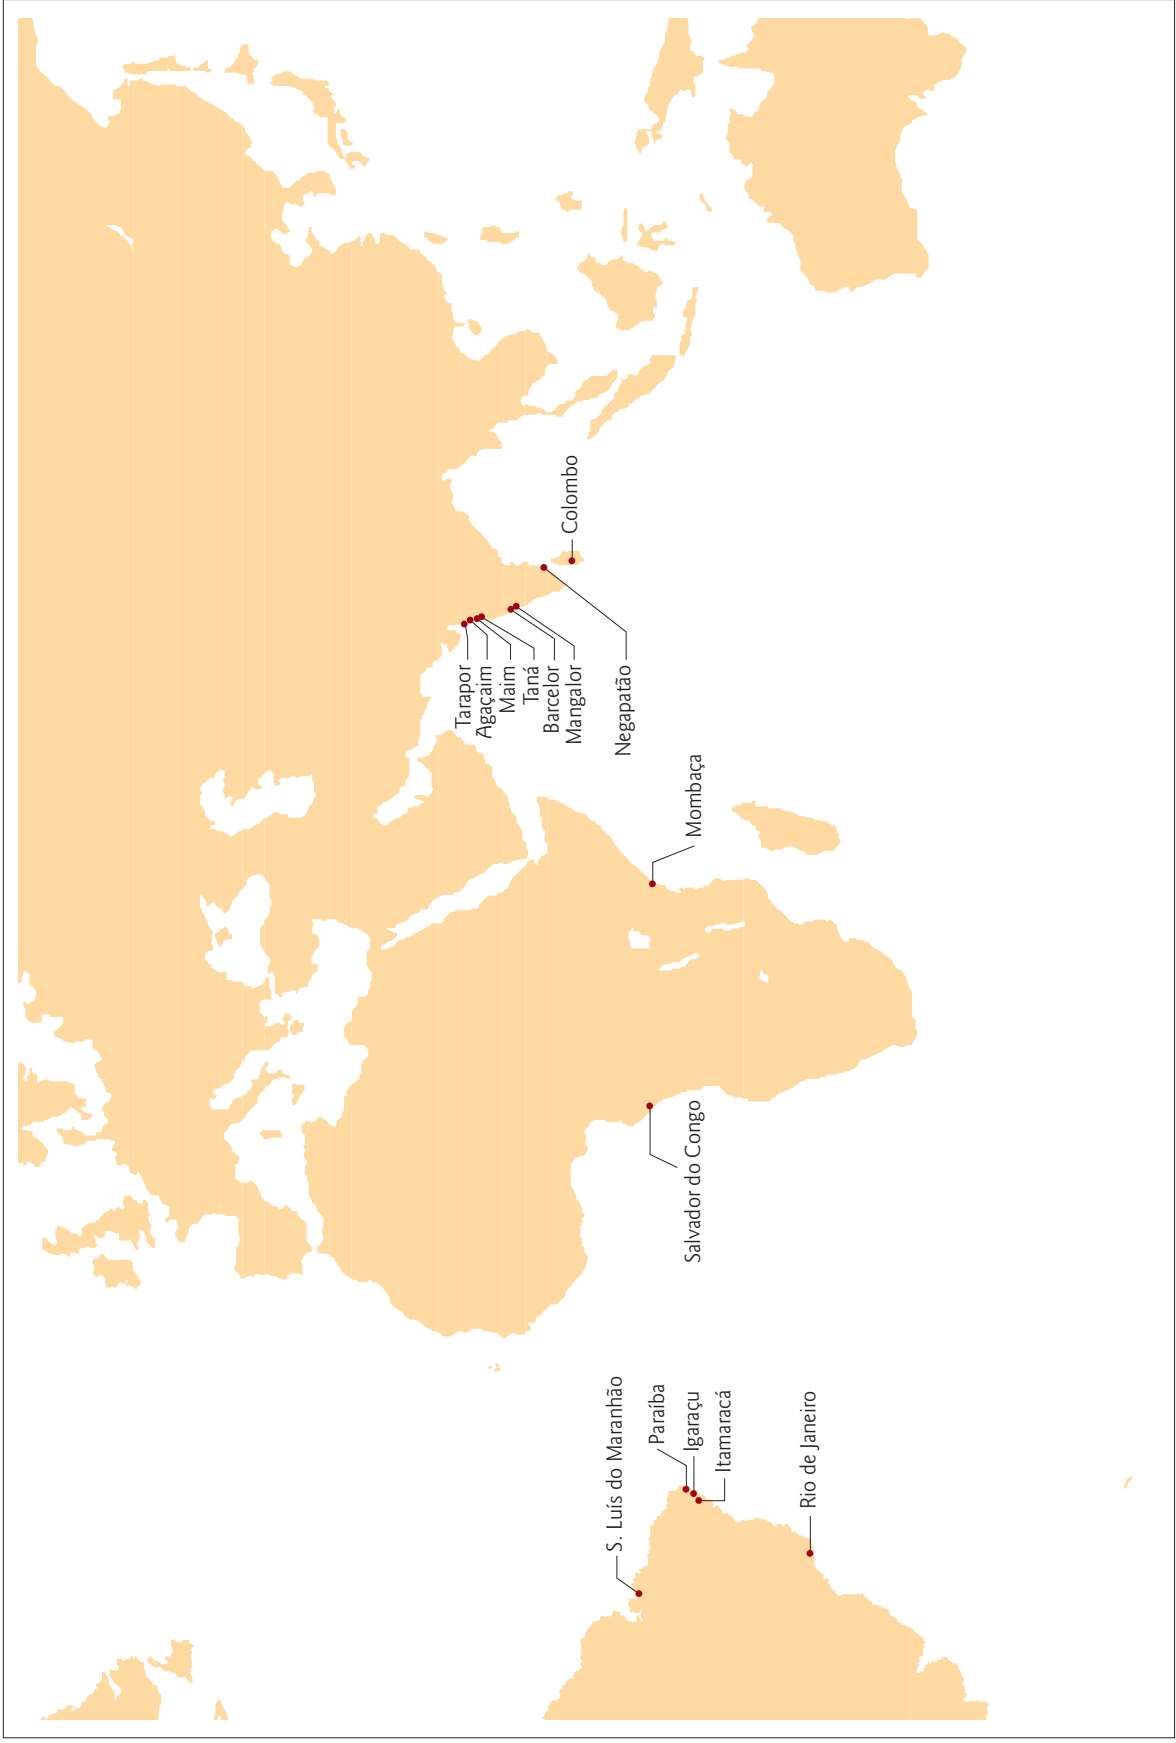 S. Luís do Maranhão
Paraíba
Igaraçu
Itamaracá
Rio de Janeiro
Salvador do Congo
Mombaça
Tarapor
Agaçaim
Maim
Taná
Barcelor
Mangalor
Negapatão
Colombo